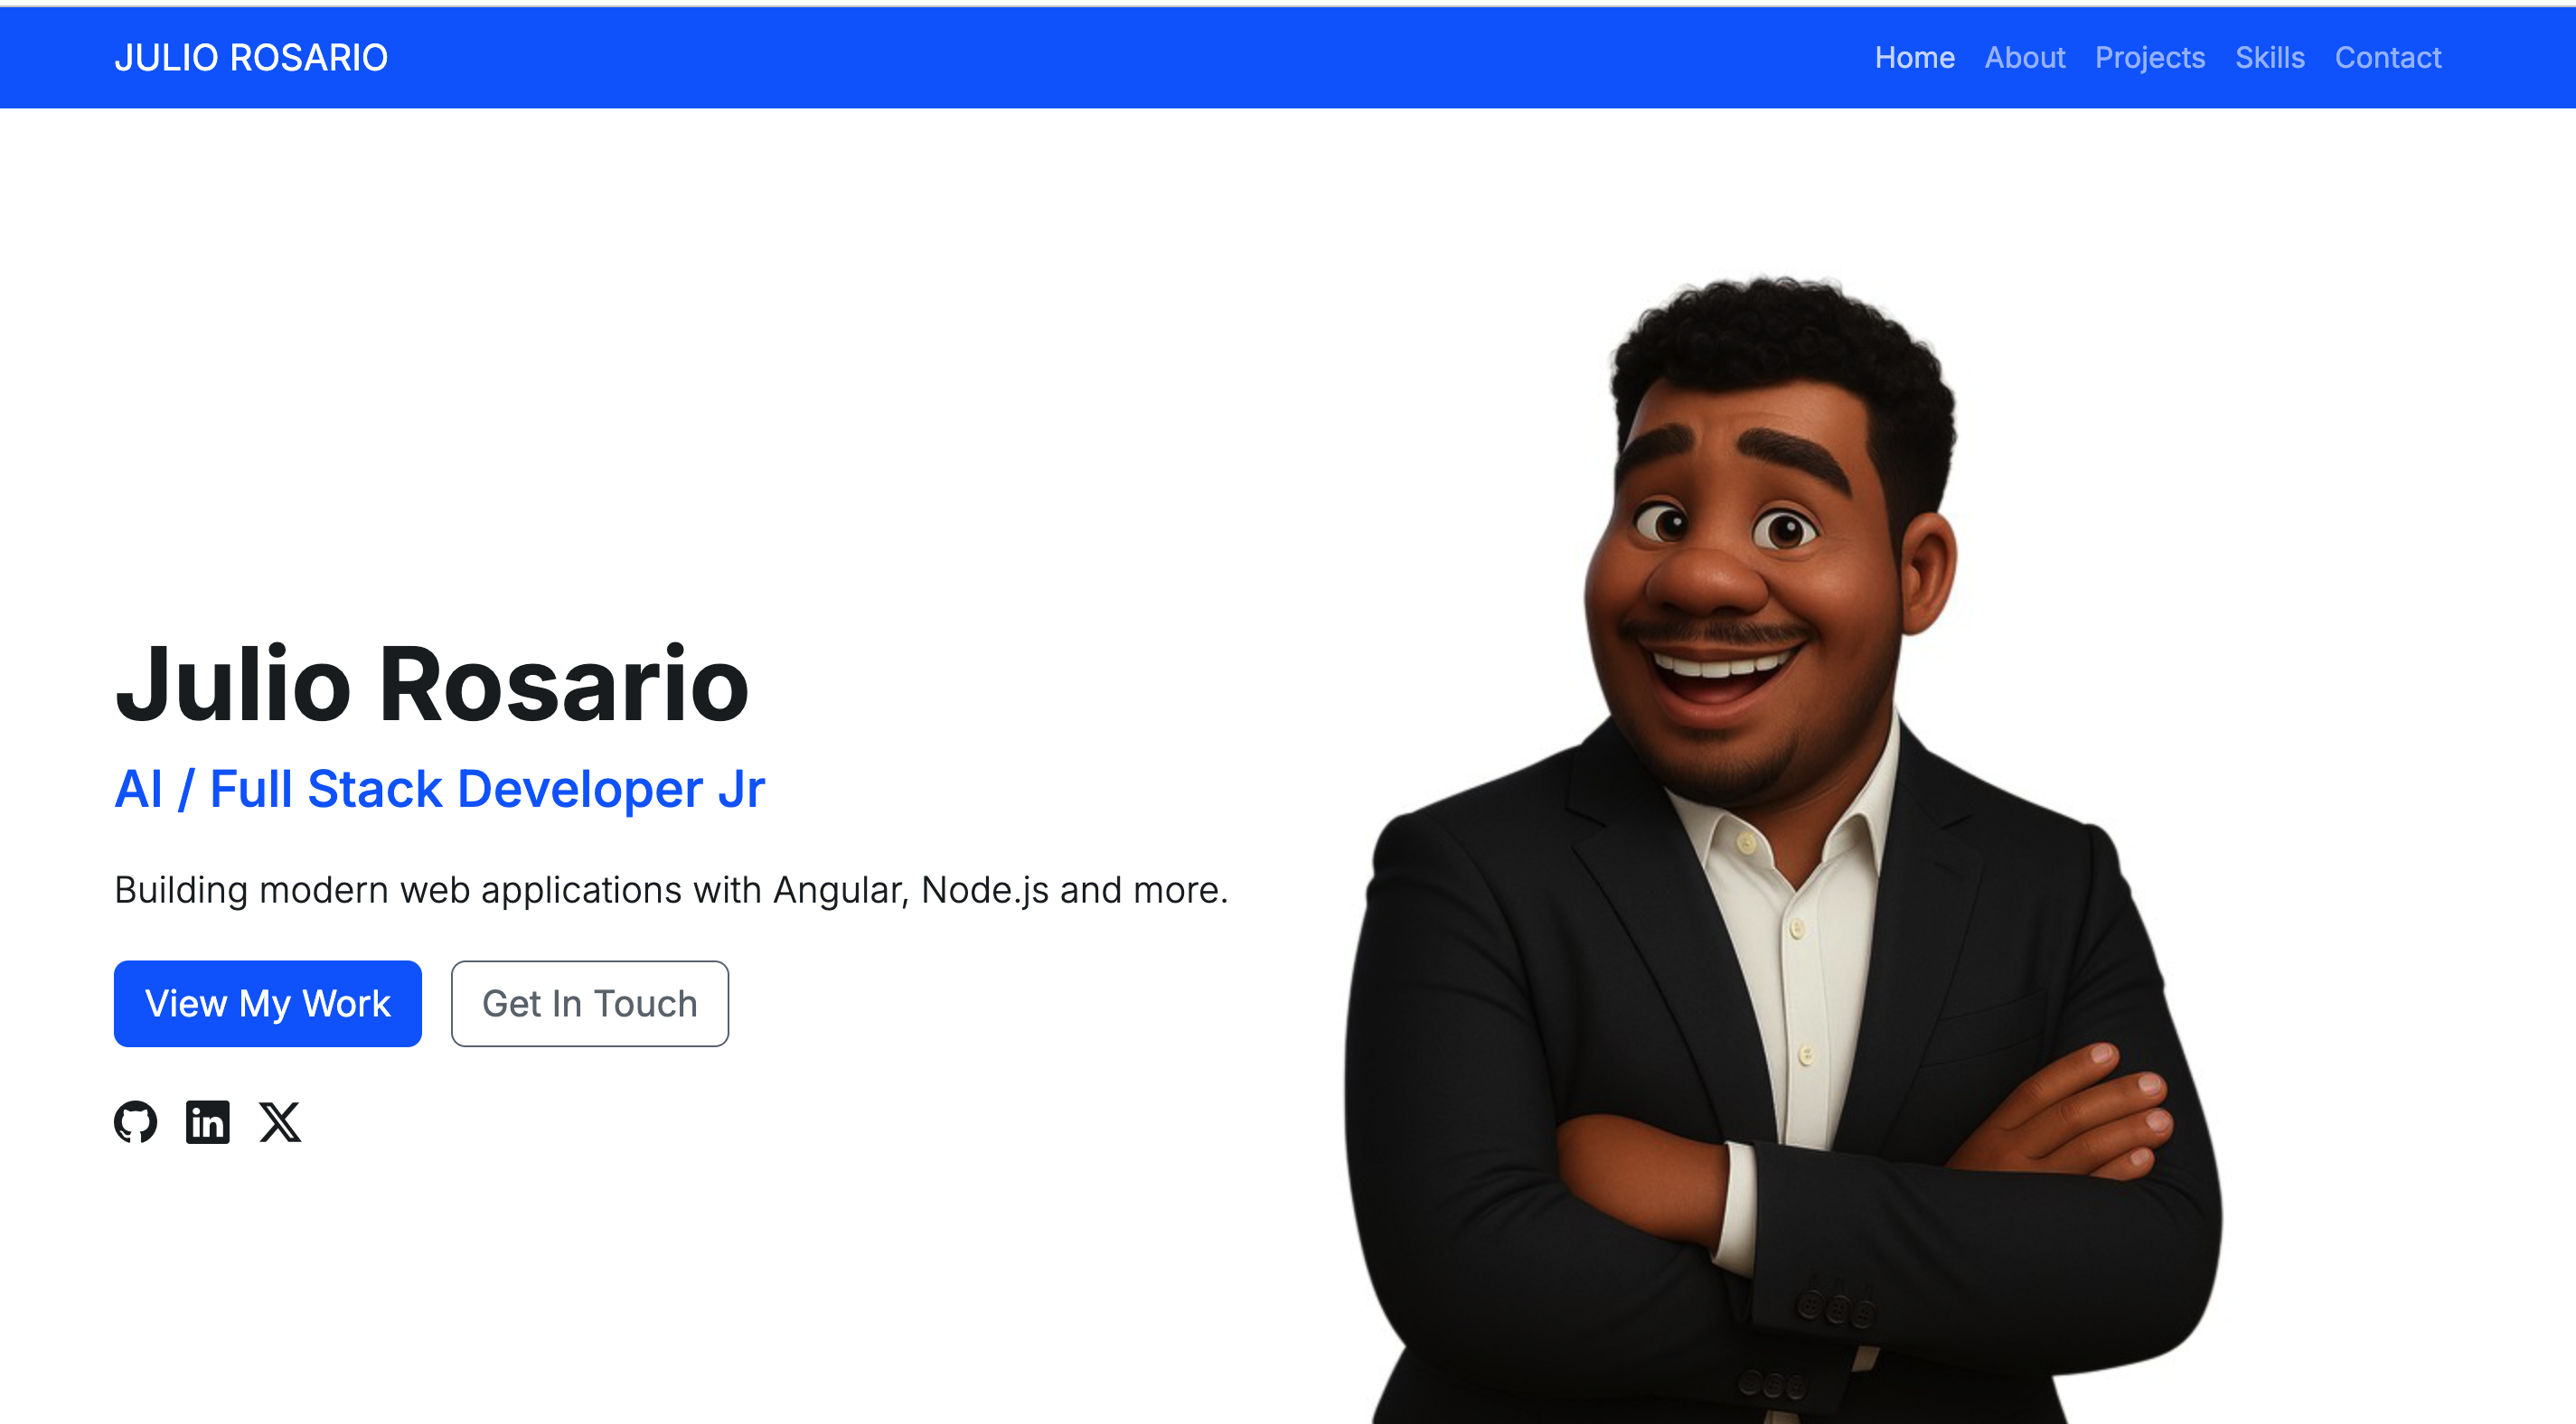 JULIO ROSARIO
Home About Projects Skills Contact
Julio Rosario
AI / Full Stack Developer Jr
Building modern web applications with Angular, Node.js and more.
View My Work Get In Touch
in